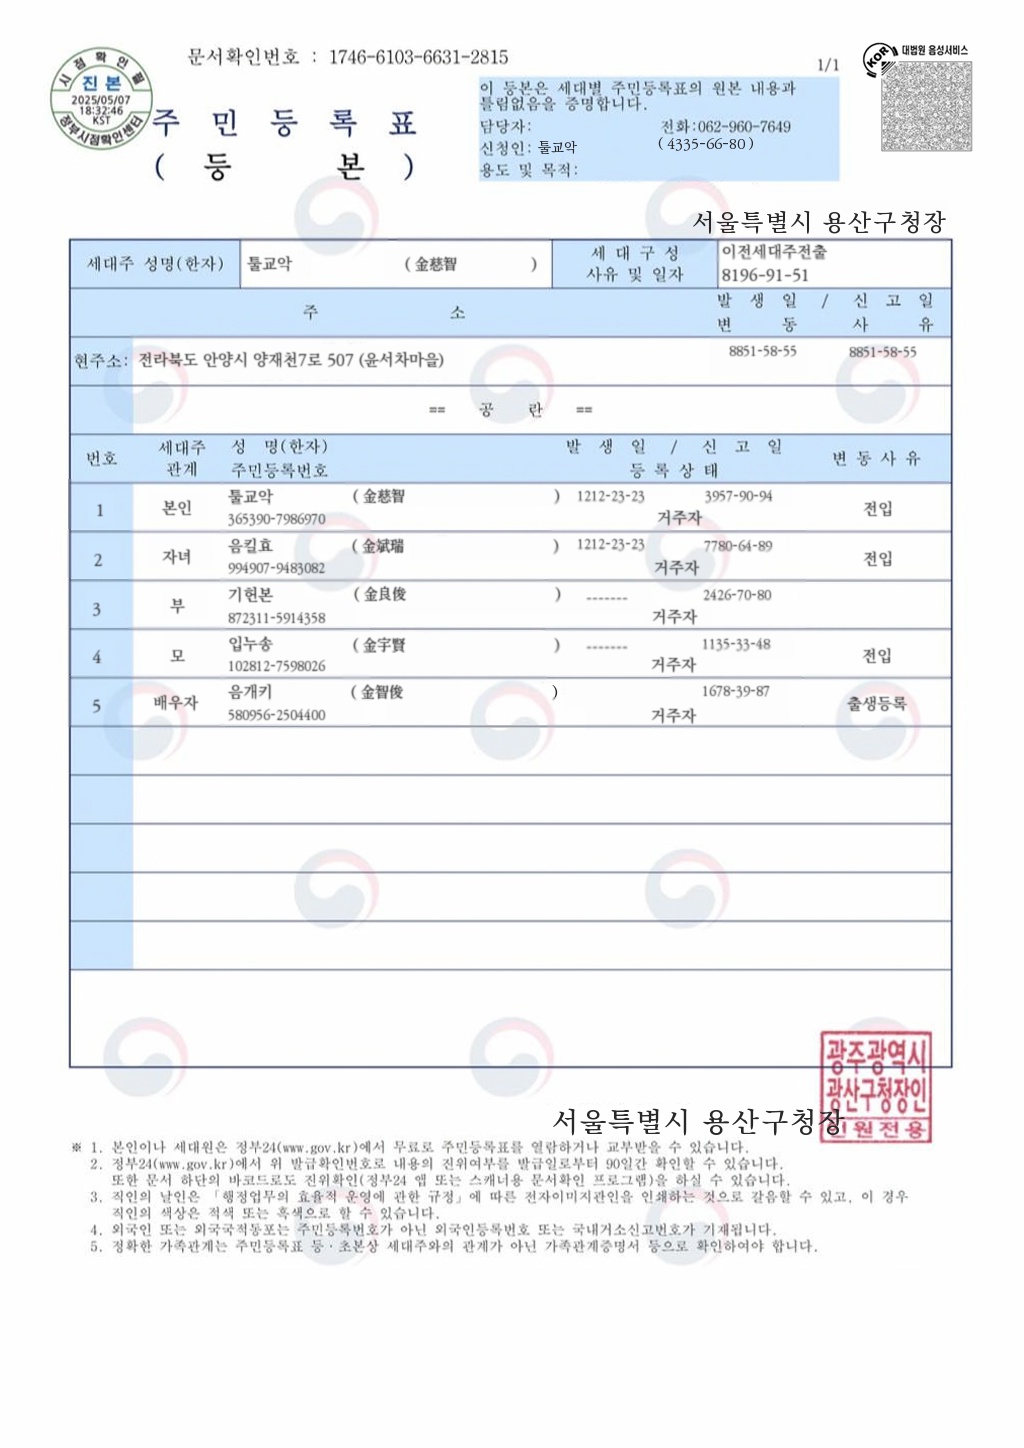 시점확인필
진본
2025/05/07
18:32:46
KST
정부시점확인센터
문서확인번호 : 1746-6103-6631-2815
1/1
KOR 대법원 음성서비스
주 민 등 록 표
( 등 본 )
이 등본은 세대별 주민등록표의 원본 내용과
틀림없음을 증명합니다.
담당자: 전화:062-960-7649
신청인: 툴교악 ( 4335-66-80 )
용도 및 목적:
서울특별시 용산구청장
세대주 성명(한자) 툴교악 ( 金慈智 ) 세 대 구 성 이전세대주전출
사유 및 일자 8196-91-51
주 소 발 생 일 / 신 고 일
변 동 사 유
현주소: 전라북도 안양시 양재천7로 507 (윤서차마을) 8851-58-55 8851-58-55
== 공 란 ==
번호 세대주 성 명(한자) 발 생 일 / 신 고 일 변 동 사 유
관계 주민등록번호 등 록 상 태
1 본인 툴교악 ( 金慈智 ) 1212-23-23 3957-90-94 전입
365390-7986970 거주자
2 자녀 음킬효 ( 金斌瑞 ) 1212-23-23 7780-64-89 전입
994907-9483082 거주자
3 부 기헌본 ( 金良俊 ) ------- 2426-70-80
872311-5914358 거주자
4 모 입누송 ( 金宇賢 ) ------- 1135-33-48 전입
102812-7598026 거주자
5 배우자 음개키 ( 金智俊 ) 1678-39-87 출생등록
580956-2504400 거주자
광주광역시
광산구청장인
민원전용
서울특별시 용산구청장
※ 1. 본인이나 세대원은 정부24(www.gov.kr)에서 무료로 주민등록표를 열람하거나 교부받을 수 있습니다.
2. 정부24(www.gov.kr)에서 위 발급확인번호로 내용의 진위여부를 발급일로부터 90일간 확인할 수 있습니다.
또한 문서 하단의 바코드로도 진위확인(정부24 앱 또는 스캐너용 문서확인 프로그램)을 하실 수 있습니다.
3. 직인의 날인은 「행정업무의 효율적 운영에 관한 규정」에 따른 전자이미지관인을 인쇄하는 것으로 갈음할 수 있고, 이 경우
직인의 색상은 적색 또는 흑색으로 할 수 있습니다.
4. 외국인 또는 외국국적동포는 주민등록번호가 아닌 외국인등록번호 또는 국내거소신고번호가 기재됩니다.
5. 정확한 가족관계는 주민등록표 등·초본상 세대주와의 관계가 아닌 가족관계증명서 등으로 확인하여야 합니다.